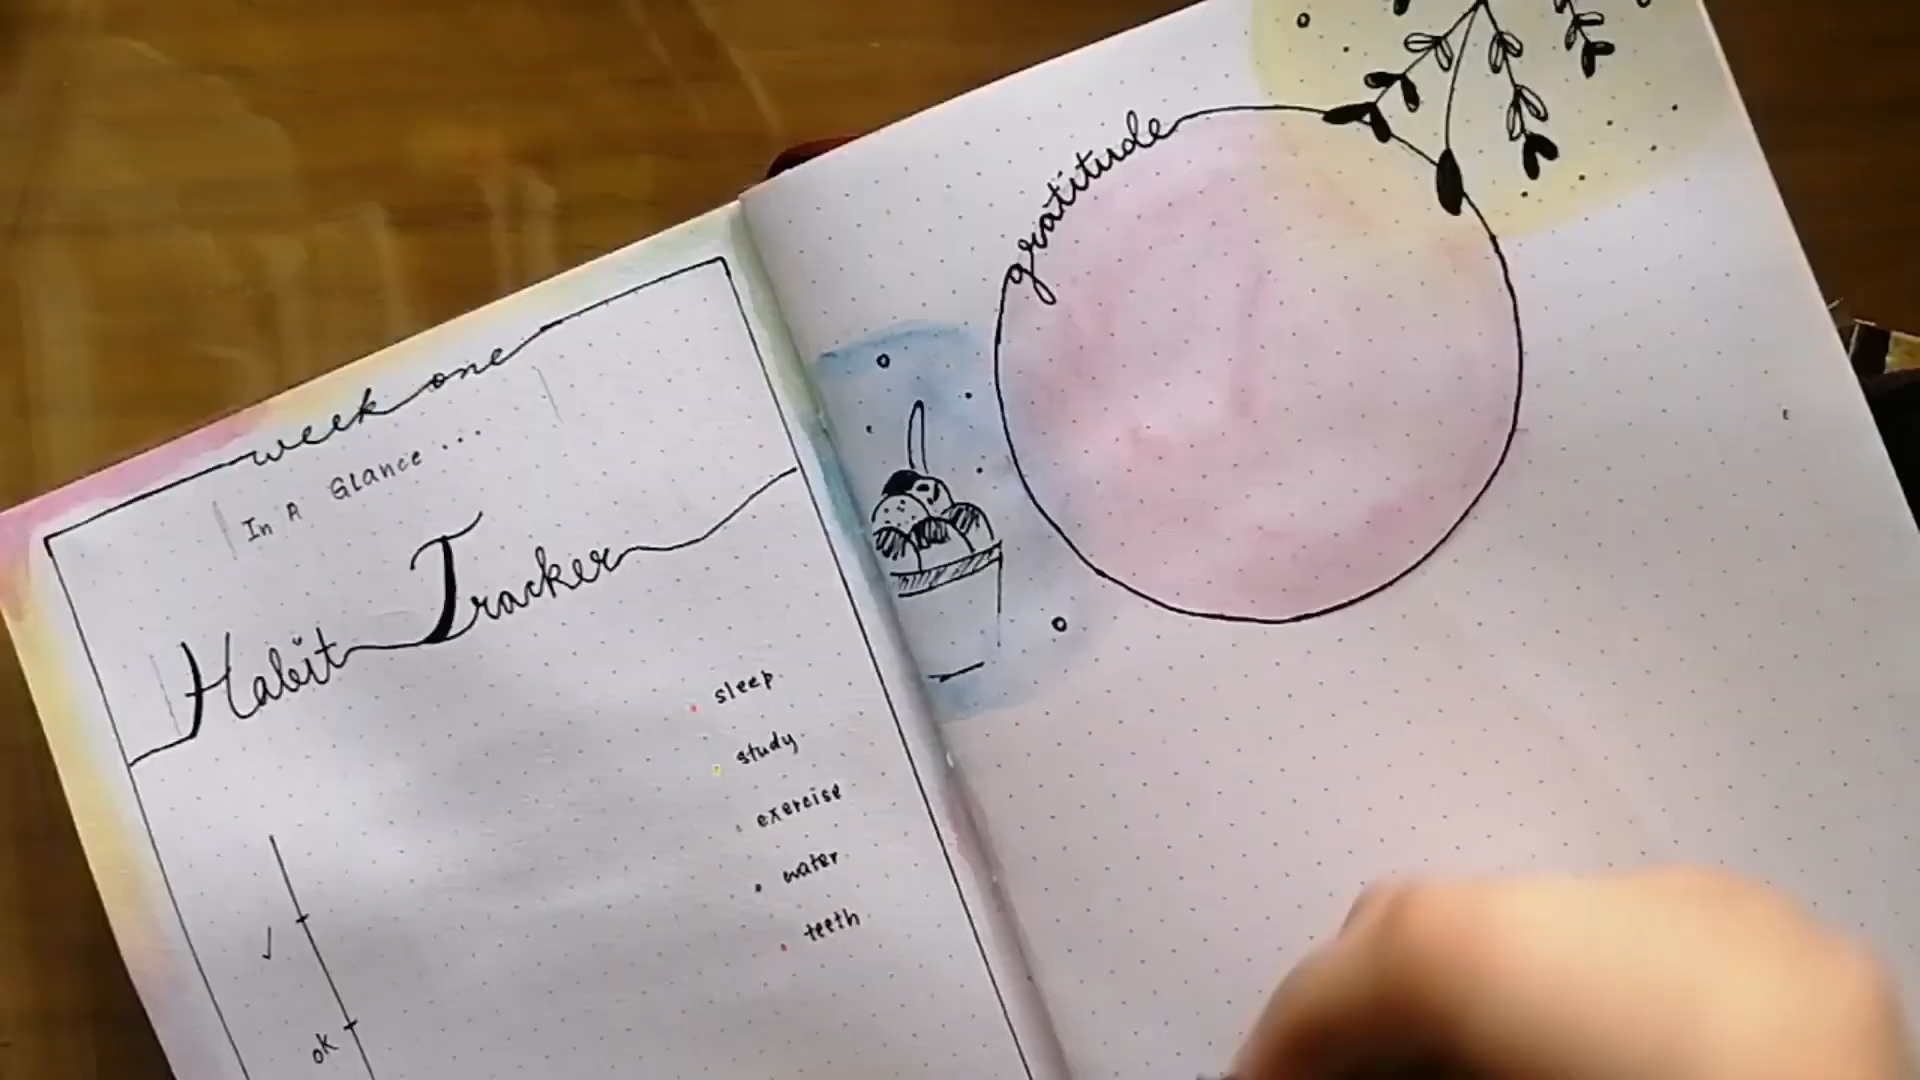 week one
In A Glance...
Habit Tracker
sleep
study
exercise
water
teeth
✓
ok
gratitude